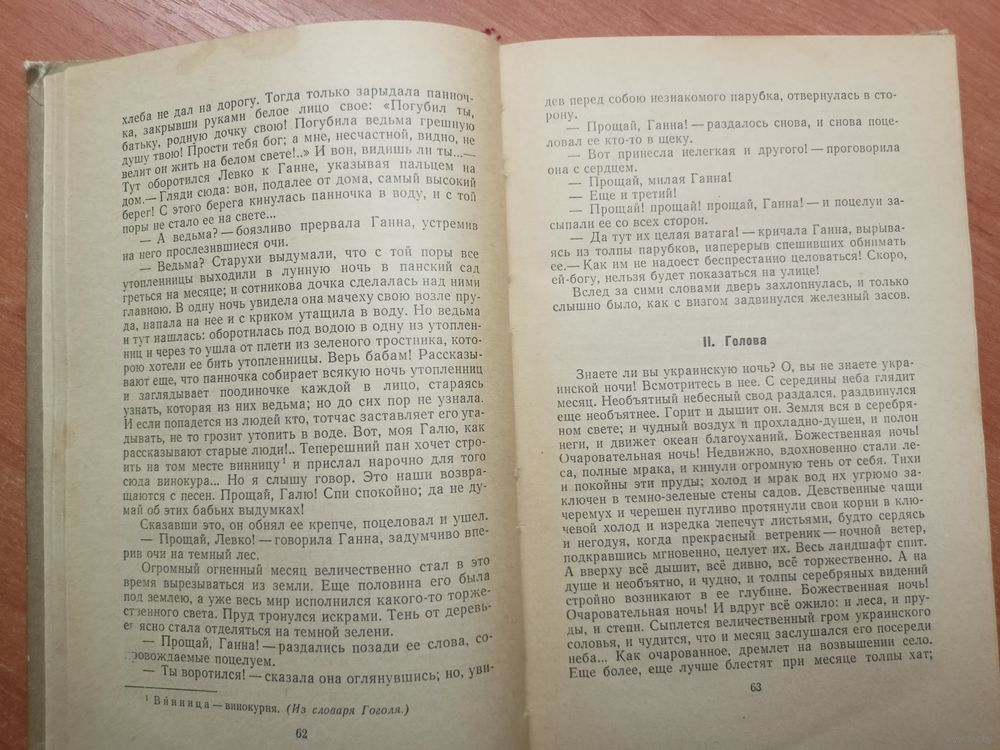 хлеба не дал на дорогу. Тогда только зарыдала панноч-
ка, закрывши руками белое лицо свое: «Погубил ты,
батьку, родную дочку свою! Погубила ведьма грешную
душу твою! Прости тебя бог; а мне, несчастной, видно, не
велит он жить на белом свете!..» И вон, видишь ли ты...—
Тут оборотился Левко к Ганне, указывая пальцем на
дом.— Гляди сюда: вон, подалее от дома, самый высокий
берег! С этого берега кинулась панночка в воду, и с той
поры не стало ее на свете...
— А ведьма? — боязливо прервала Ганна, устремив
на него прослезившиеся очи.
— Ведьма? Старухи выдумали, что с той поры все
утопленницы выходили в лунную ночь в панский сад
греться на месяце; и сотникова дочка сделалась над ними
главною. В одну ночь увидела она мачеху свою возле пру-
да, напала на нее и с криком утащила в воду. Но ведьма
и тут нашлась: оборотилась под водою в одну из утоплен-
ниц и через то ушла от плети из зеленого тростника, кото-
рою хотели ее бить утопленницы. Верь бабам! Рассказы-
вают еще, что панночка собирает всякую ночь утопленниц
и заглядывает поодиночке каждой в лицо, стараясь
узнать, которая из них ведьма; но до сих пор не узнала.
И если попадется из людей кто, тотчас заставляет его уга-
дывать, не то грозит утопить в воде. Вот, моя Галю, как
рассказывают старые люди!.. Теперешний пан хочет стро-
ить на том месте винницу¹ и прислал нарочно для того
сюда винокура... Но я слышу говор. Это наши возвра-
щаются с песен. Прощай, Галю! Спи спокойно; да не ду-
май об этих бабьих выдумках!
Сказавши это, он обнял ее крепче, поцеловал и ушел.
— Прощай, Левко! — говорила Ганна, задумчиво впе-
рив очи на темный лес.
Огромный огненный месяц величественно стал в это
время вырезываться из земли. Еще половина его была
под землею, а уже весь мир исполнился какого-то торже-
ственного света. Пруд тронулся искрами. Тень от деревь-
ев ясно стала отделяться на темной зелени.
— Прощай, Ганна! — раздались позади ее слова, со-
провождаемые поцелуем.
— Ты воротился! — сказала она оглянувшись; но, уви-
¹ Ви́нница — винокурня. (Из словаря Гоголя.)
62
дев перед собою незнакомого парубка, отвернулась в сто-
рону.
— Прощай, Ганна! — раздалось снова, и снова поце-
ловал ее кто-то в щеку.
— Вот принесла нелегкая и другого! — проговорила
она с сердцем.
— Прощай, милая Ганна!
— Еще и третий!
— Прощай! прощай! прощай, Ганна! — и поцелуи за-
сыпали ее со всех сторон.
— Да тут их целая ватага! — кричала Ганна, вырыва-
ясь из толпы парубков, наперерыв спешивших обнимать
ее.— Как им не надоест беспрестанно целоваться! Скоро,
ей-богу, нельзя будет показаться на улице!
Вслед за сими словами дверь захлопнулась, и только
слышно было, как с визгом задвинулся железный засов.
II. Голова
Знаете ли вы украинскую ночь? О, вы не знаете укра-
инской ночи! Всмотритесь в нее. С середины неба глядит
месяц. Необъятный небесный свод раздался, раздвинулся
еще необъятнее. Горит и дышит он. Земля вся в серебря-
ном свете; и чудный воздух и прохладно-душен, и полон
неги, и движет океан благоуханий. Божественная ночь!
Очаровательная ночь! Недвижно, вдохновенно стали ле-
са, полные мрака, и кинули огромную тень от себя. Тихи
и покойны эти пруды; холод и мрак вод их угрюмо за-
ключен в темно-зеленые стены садов. Девственные чащи
черемух и черешен пугливо протянули свои корни в клю-
чевой холод и изредка лепечут листьями, будто сердясь
и негодуя, когда прекрасный ветреник — ночной ветер,
подкравшись мгновенно, целует их. Весь ландшафт спит.
А вверху всё дышит, всё дивно, всё торжественно. А на
душе и необъятно, и чудно, и толпы серебряных видений
стройно возникают в ее глубине. Божественная ночь!
Очаровательная ночь! И вдруг всё ожило: и леса, и пру-
ды, и степи. Сыплется величественный гром украинского
соловья, и чудится, что и месяц заслушался его посереди
неба... Как очарованное, дремлет на возвышении село.
Еще более, еще лучше блестят при месяце толпы хат;
63